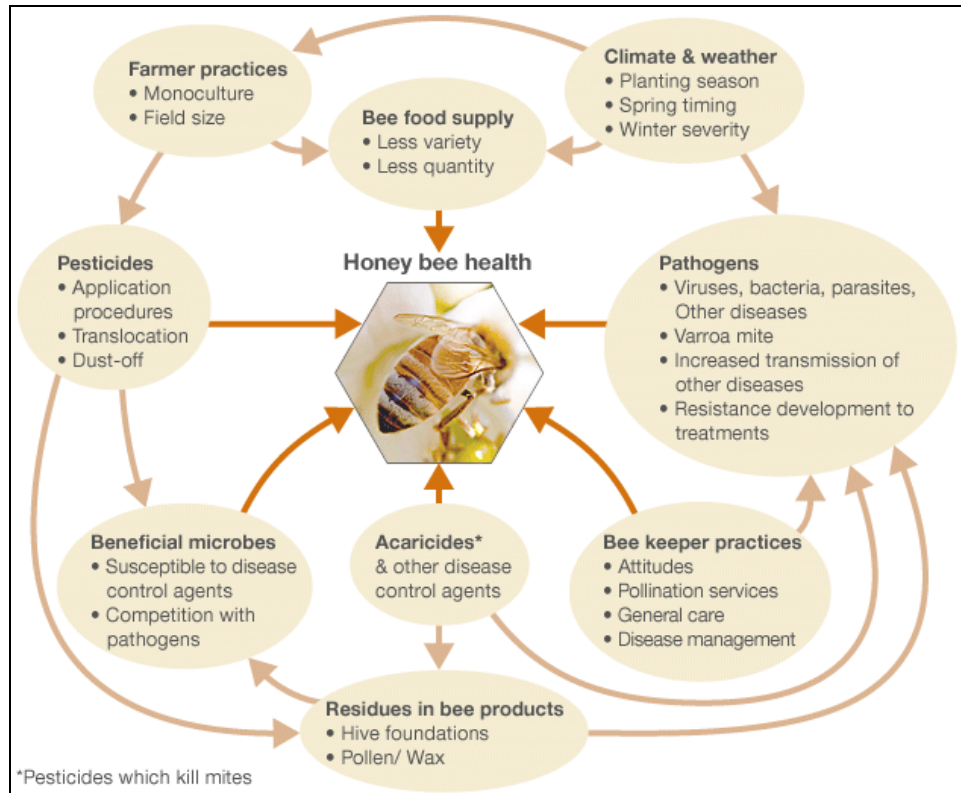 Farmer practices
• Monoculture
• Field size
Climate & weather
• Planting season
• Spring timing
• Winter severity
Bee food supply
• Less variety
• Less quantity
Pesticides
• Application
procedures
• Translocation
• Dust-off
Honey bee health
Pathogens
• Viruses, bacteria, parasites,
Other diseases
• Varroa mite
• Increased transmission of
other diseases
• Resistance development to
treatments
Beneficial microbes
• Susceptible to disease
control agents
• Competition with
pathogens
Acaricides*
& other disease
control agents
Bee keeper practices
• Attitudes
• Pollination services
• General care
• Disease management
Residues in bee products
• Hive foundations
• Pollen/ Wax
*Pesticides which kill mites